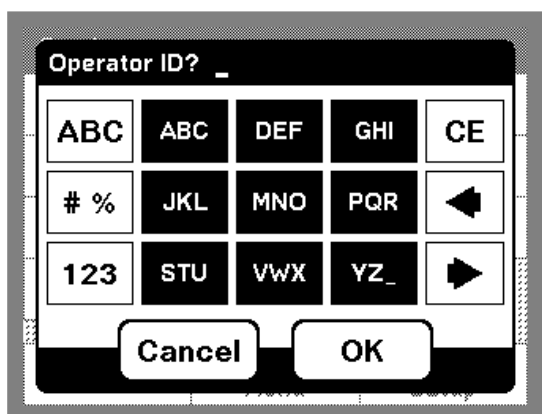 Operator ID? _
ABC ABC DEF GHI CE
# % JKL MNO PQR
123 STU VWX YZ_
Cancel OK